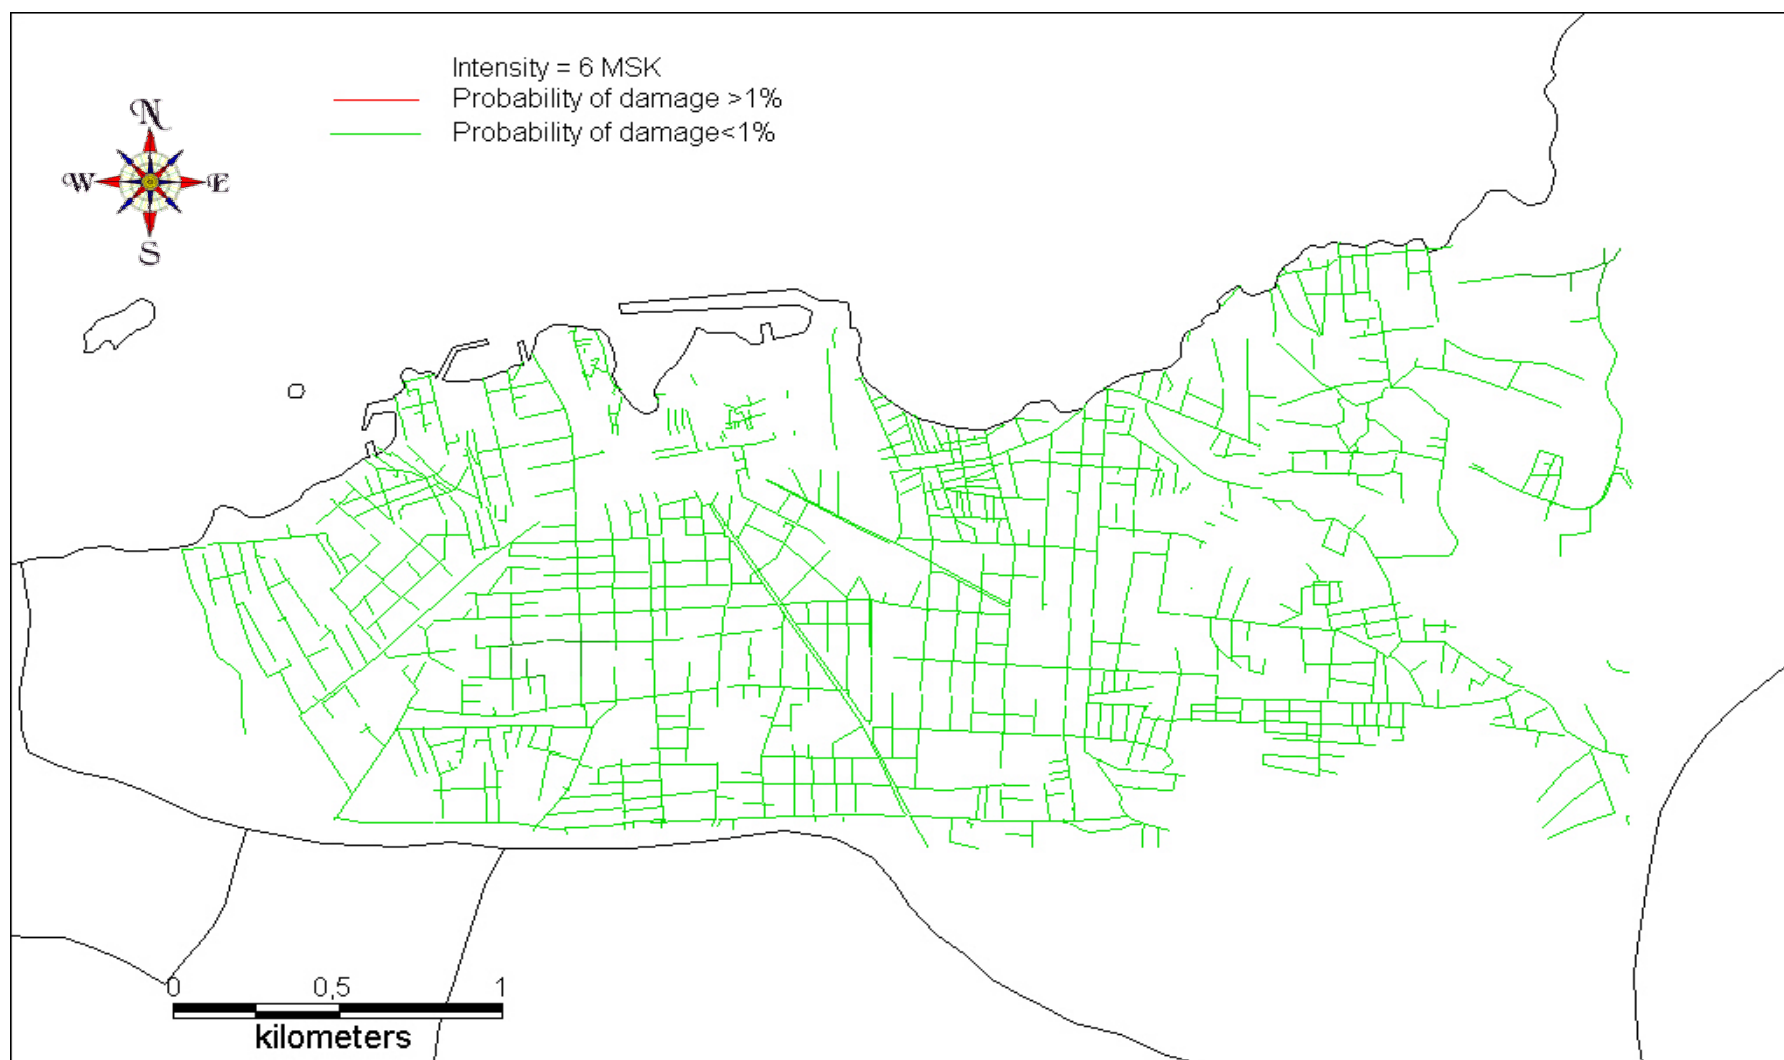 Intensity = 6 MSK
Probability of damage >1%
Probability of damage<1%
N
W E
S
0 0,5 1
kilometers